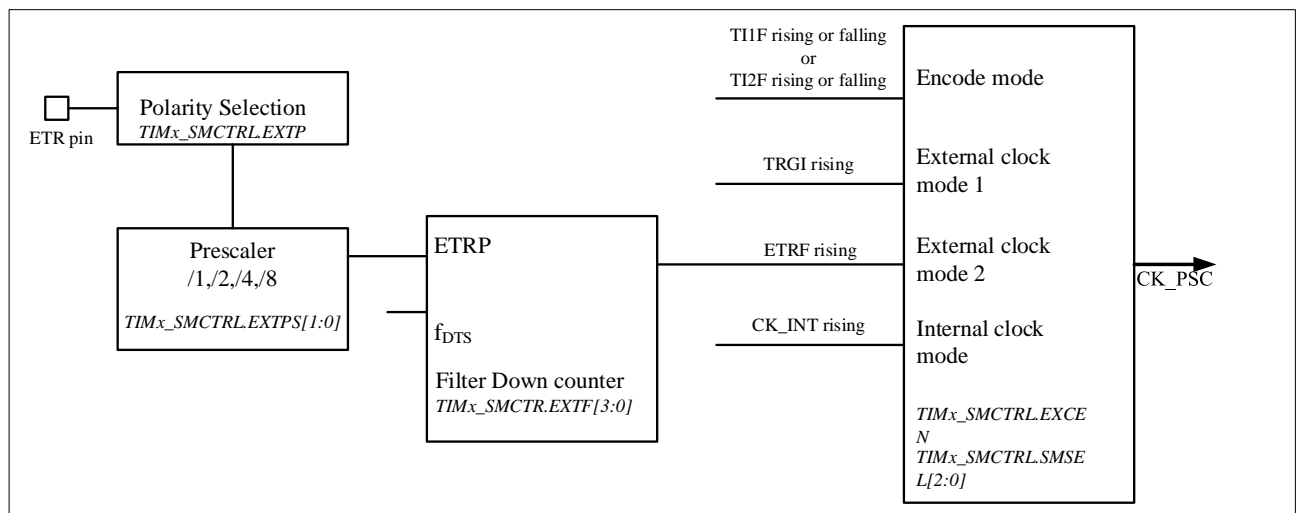 ETR pin
Polarity Selection
TIMx_SMCTRL.EXTP
Prescaler
/1,/2,/4,/8
TIMx_SMCTRL.EXTPS[1:0]
ETRP
fDTS
Filter Down counter
TIMx_SMCTR.EXTF[3:0]
TI1F rising or falling
or
TI2F rising or falling
TRGI rising
ETRF rising
CK_INT rising
Encode mode
External clock
mode 1
External clock
mode 2
Internal clock
mode
TIMx_SMCTRL.EXCE
N
TIMx_SMCTRL.SMSE
L[2:0]
CK_PSC